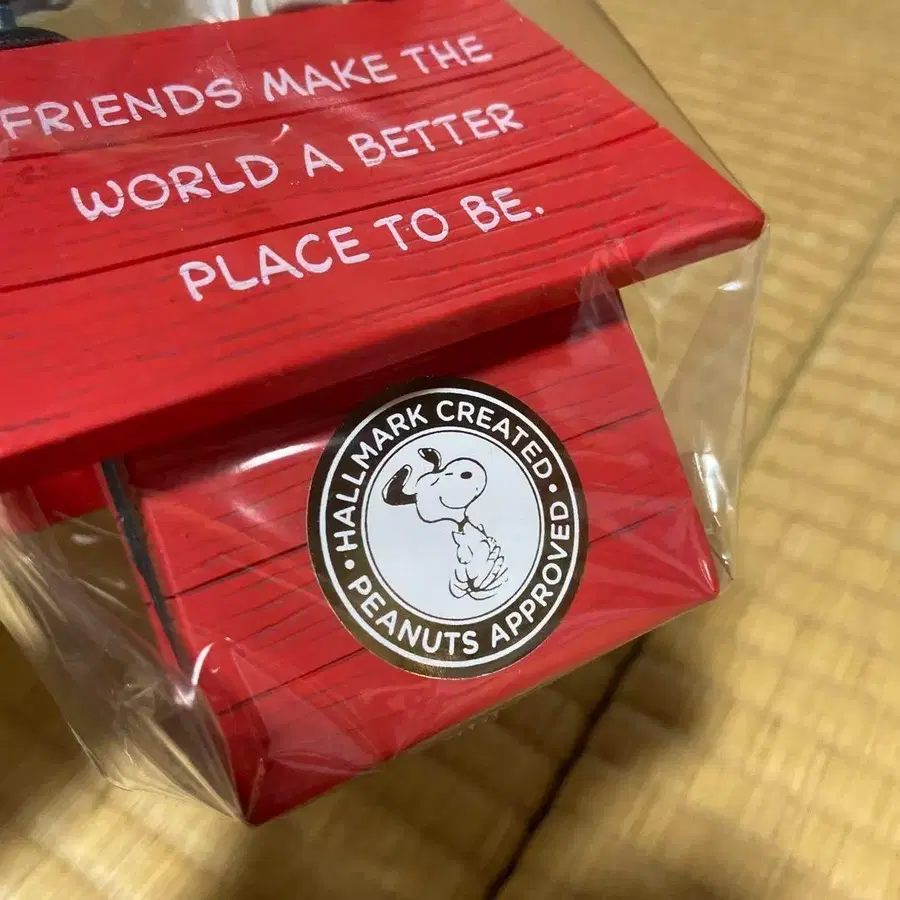 FRIENDS MAKE THE
WORLD A BETTER
PLACE TO BE.
HALLMARK CREATED •
PEANUTS APPROVED •